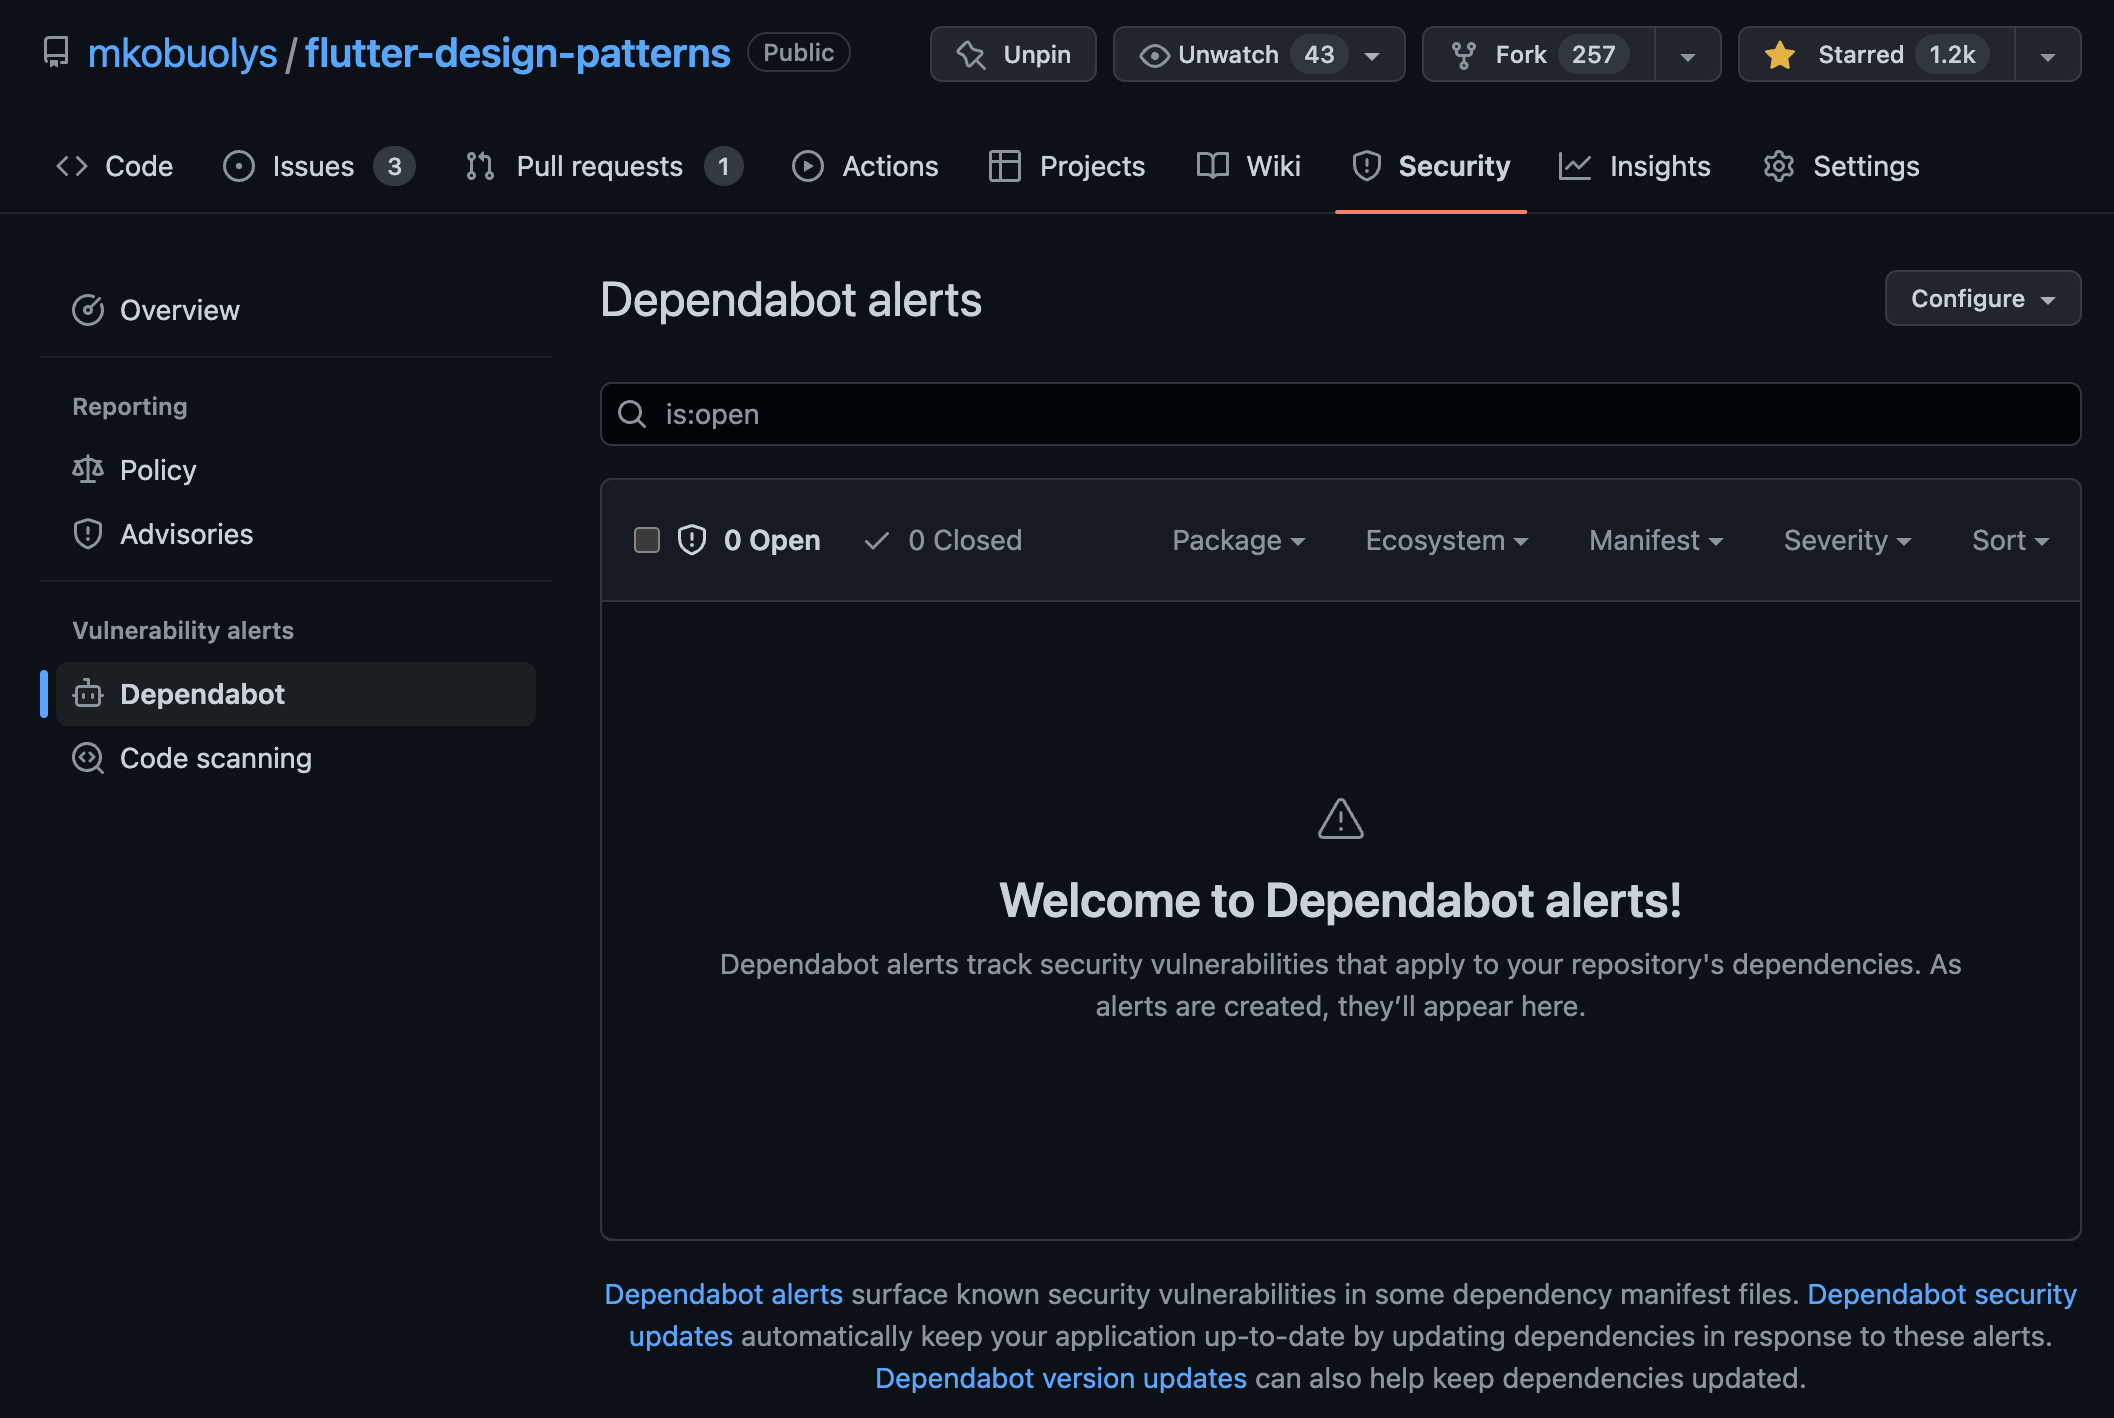 mkobuolys / flutter-design-patterns Public
Unpin
Unwatch 43
Fork 257
Starred 1.2k
Code
Issues 3
Pull requests 1
Actions
Projects
Wiki
Security
Insights
Settings
Overview
Reporting
Policy
Advisories
Vulnerability alerts
Dependabot
Code scanning
Dependabot alerts
Configure
is:open
0 Open
0 Closed
Package
Ecosystem
Manifest
Severity
Sort
Welcome to Dependabot alerts!
Dependabot alerts track security vulnerabilities that apply to your repository's dependencies. As
alerts are created, they’ll appear here.
Dependabot alerts surface known security vulnerabilities in some dependency manifest files. Dependabot security
updates automatically keep your application up-to-date by updating dependencies in response to these alerts.
Dependabot version updates can also help keep dependencies updated.